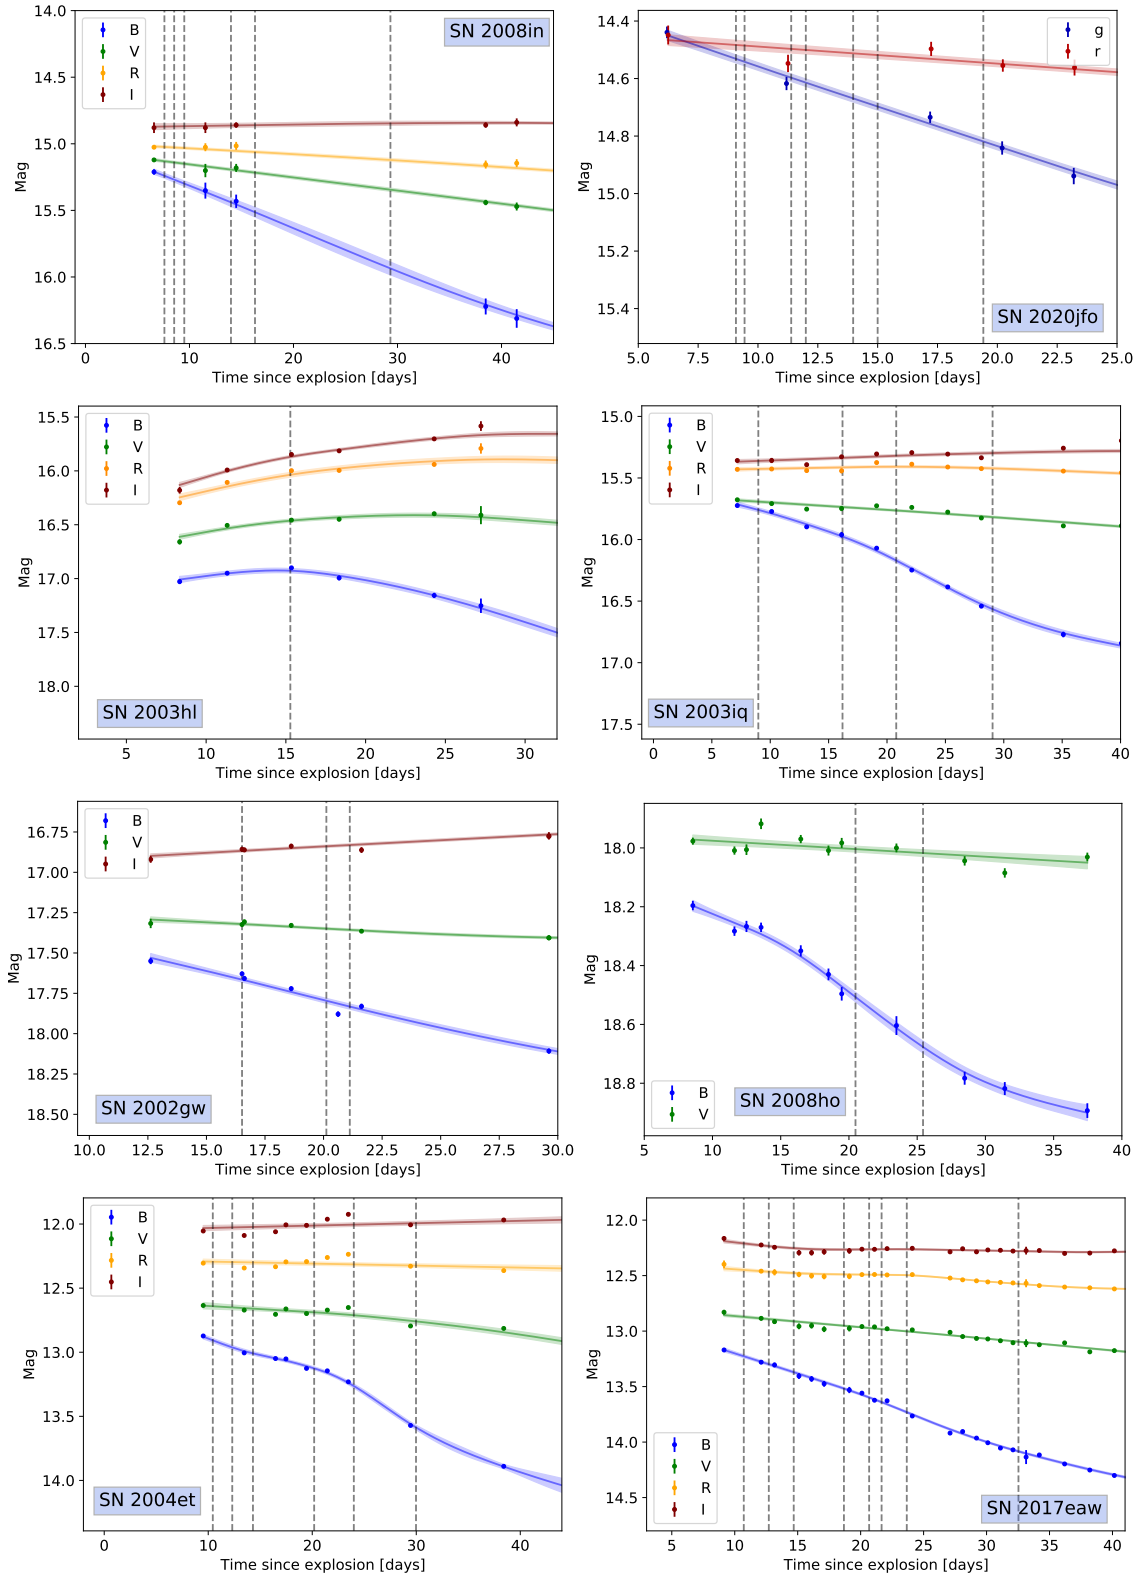 SN 2008in
B
V
R
I
14.0
14.5
15.0
15.5
16.0
16.5
Mag
0 10 20 30 40
Time since explosion [days]
g
r
14.4
14.6
14.8
15.0
15.2
15.4
Mag
SN 2020jfo
5.0 7.5 10.0 12.5 15.0 17.5 20.0 22.5 25.0
Time since explosion [days]
B
V
R
I
15.5
16.0
16.5
17.0
17.5
18.0
Mag
SN 2003hl
5 10 15 20 25 30
Time since explosion [days]
B
V
R
I
15.0
15.5
16.0
16.5
17.0
17.5
Mag
SN 2003iq
0 5 10 15 20 25 30 35 40
Time since explosion [days]
B
V
I
16.75
17.00
17.25
17.50
17.75
18.00
18.25
18.50
Mag
SN 2002gw
10.0 12.5 15.0 17.5 20.0 22.5 25.0 27.5 30.0
Time since explosion [days]
18.0
18.2
18.4
18.6
18.8
Mag
B
V
SN 2008ho
5 10 15 20 25 30 35 40
Time since explosion [days]
B
V
R
I
12.0
12.5
13.0
13.5
14.0
Mag
SN 2004et
0 10 20 30 40
Time since explosion [days]
12.0
12.5
13.0
13.5
14.0
14.5
Mag
B
V
R
I
SN 2017eaw
5 10 15 20 25 30 35 40
Time since explosion [days]